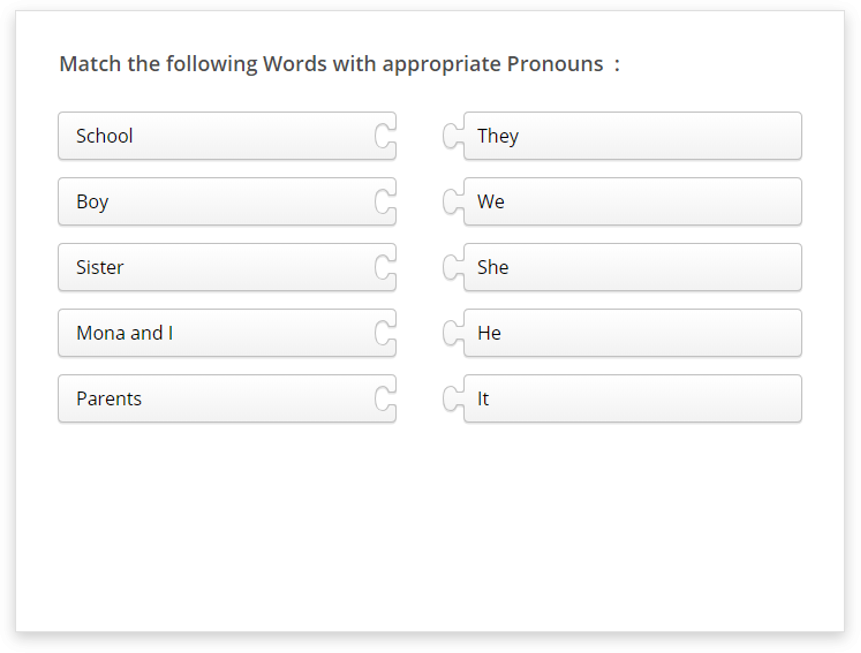 Match the following Words with appropriate Pronouns :
School
They
Boy
We
Sister
She
Mona and I
He
Parents
It